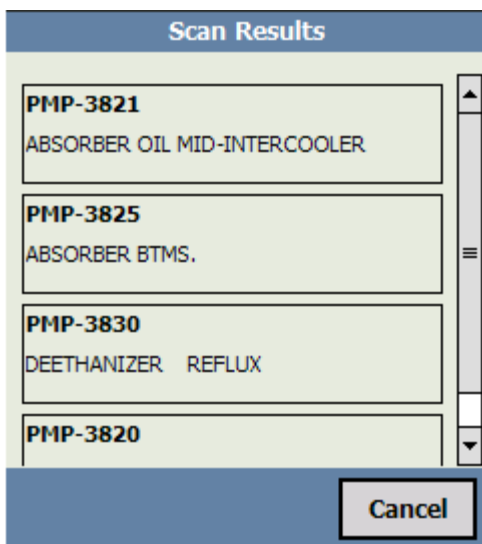 Scan Results
PMP-3821
ABSORBER OIL MID-INTERCOOLER
PMP-3825
ABSORBER BTMS.
PMP-3830
DEETHANIZER REFLUX
PMP-3820
Cancel